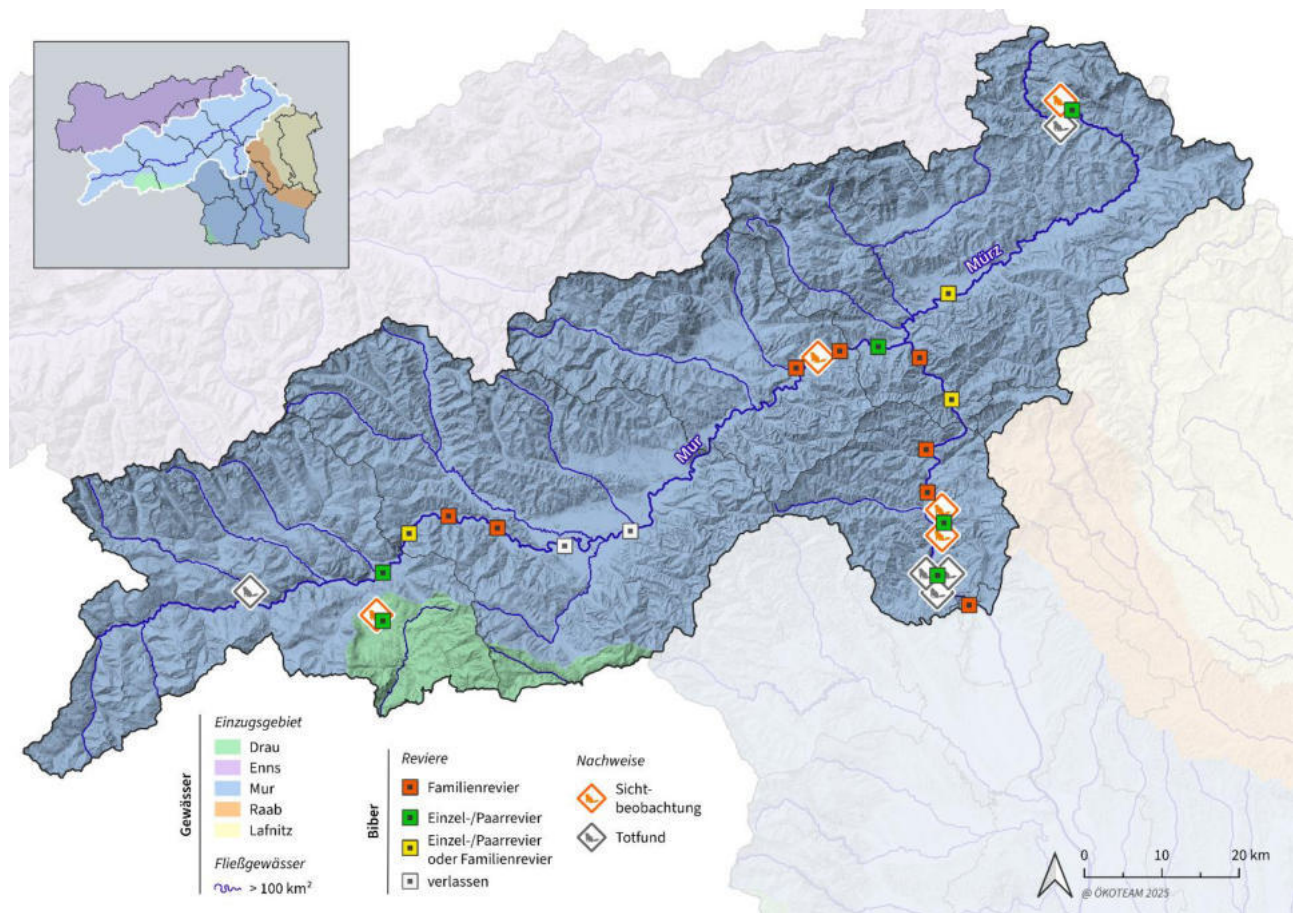 Mürz
Mur
Gewässer
Einzugsgebiet
Drau
Enns
Mur
Raab
Lafnitz
Fließgewässer
> 100 km²
Biber
Reviere
Familienrevier
Einzel-/Paarrevier
Einzel-/Paarrevier
oder Familienrevier
verlassen
Nachweise
Sicht-
beobachtung
Totfund
0 10 20 km
@ ÖKOTEAM 2025